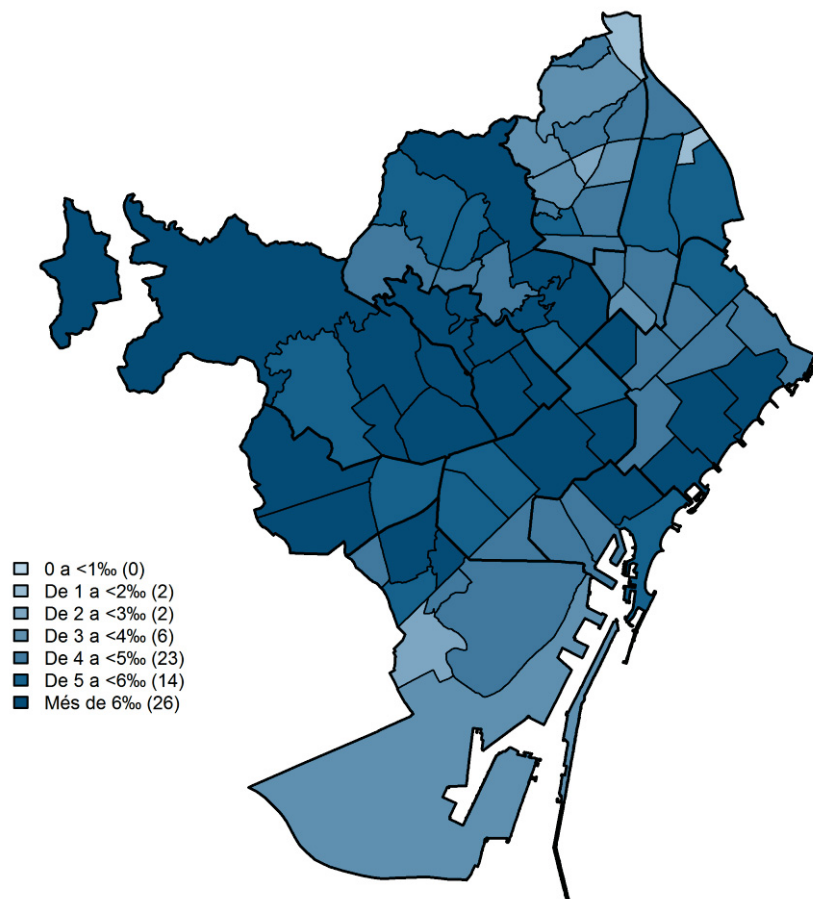 0 a <1‰ (0)
De 1 a <2‰ (2)
De 2 a <3‰ (2)
De 3 a <4‰ (6)
De 4 a <5‰ (23)
De 5 a <6‰ (14)
Més de 6‰ (26)